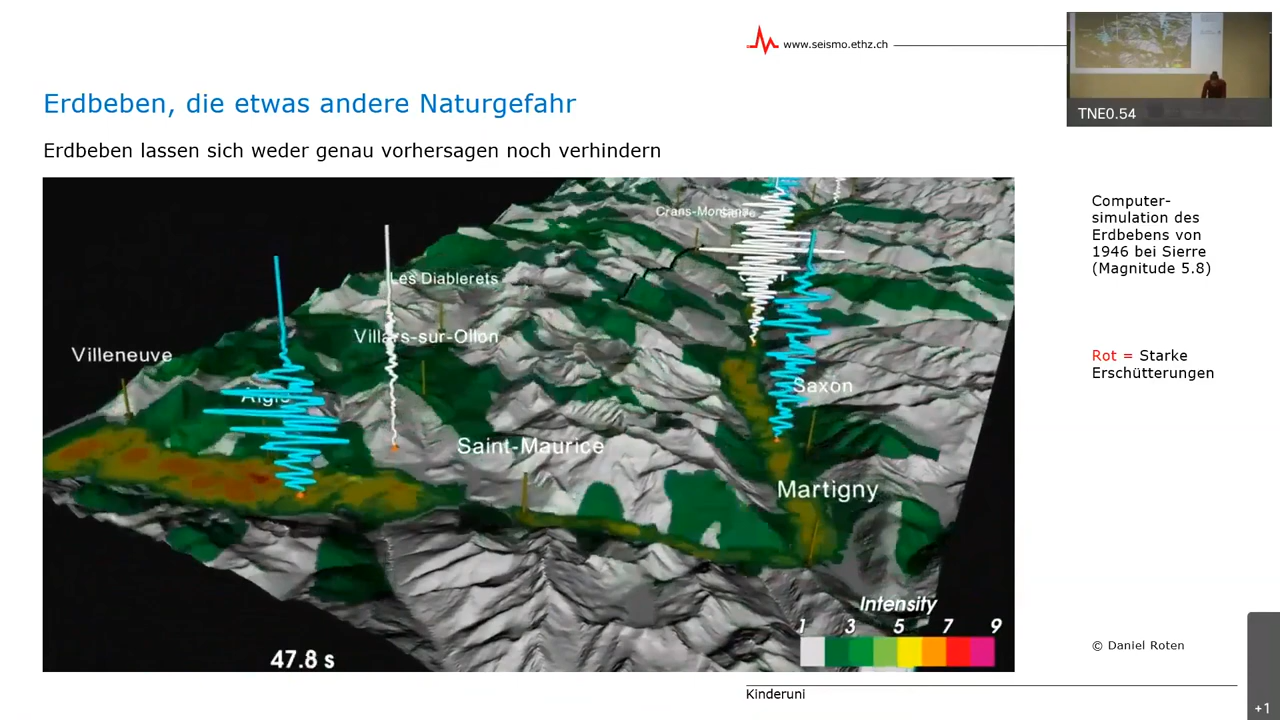 www.seismo.ethz.ch
TNE0.54
Erdbeben, die etwas andere Naturgefahr
Erdbeben lassen sich weder genau vorhersagen noch verhindern
Crans-Montana
Les Diablerets
Villars-sur-Ollon
Villeneuve
Aigle
Saxon
Saint-Maurice
Martigny
Intensity
1 3 5 7 9
47.8 s
Computer-
simulation des
Erdbebens von
1946 bei Sierre
(Magnitude 5.8)
Rot = Starke
Erschütterungen
© Daniel Roten
Kinderuni
+1